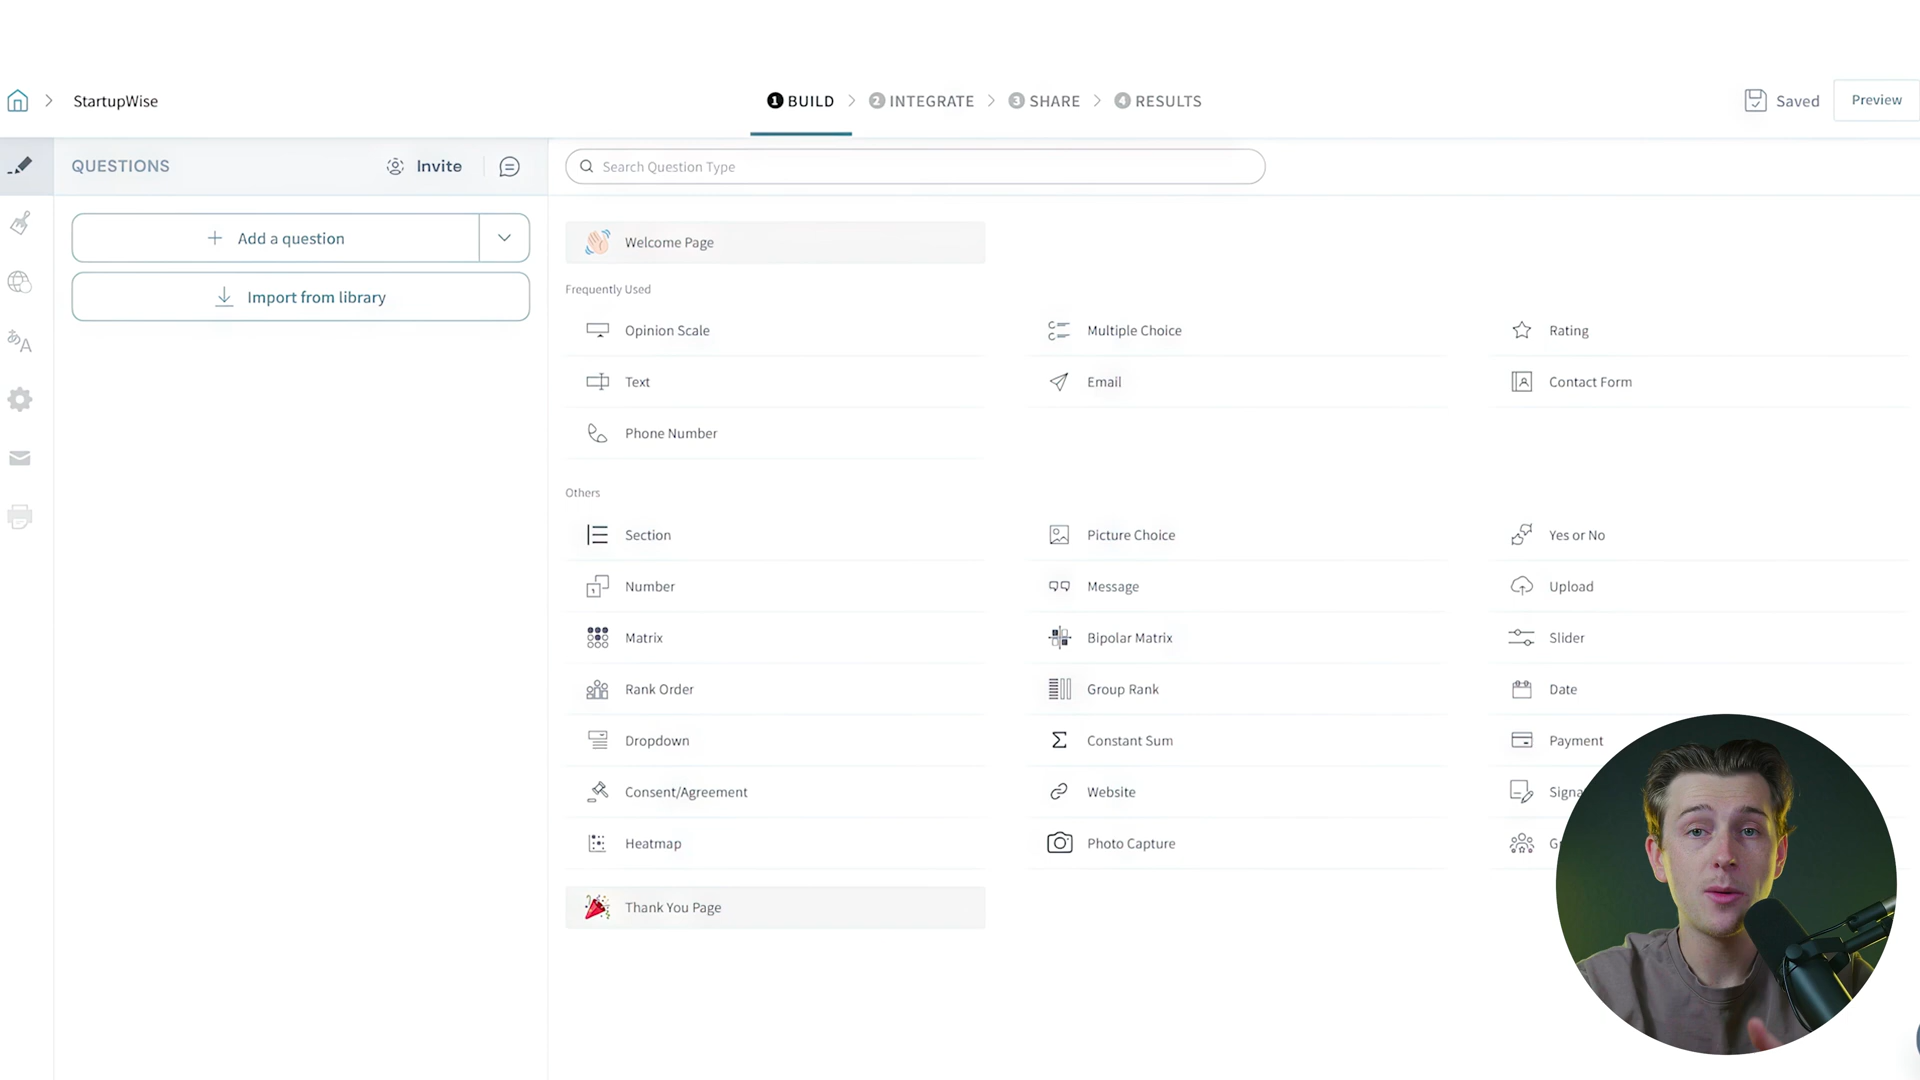 StartupWise
1 BUILD
2 INTEGRATE
3 SHARE
4 RESULTS
Saved
Preview
QUESTIONS
Invite
Search Question Type
Add a question
Import from library
Welcome Page
Frequently Used
Opinion Scale
Multiple Choice
Rating
Text
Email
Contact Form
Phone Number
Others
Section
Picture Choice
Yes or No
Number
Message
Upload
Matrix
Bipolar Matrix
Slider
Rank Order
Group Rank
Date
Dropdown
Constant Sum
Payment
Consent/Agreement
Website
Heatmap
Photo Capture
Thank You Page